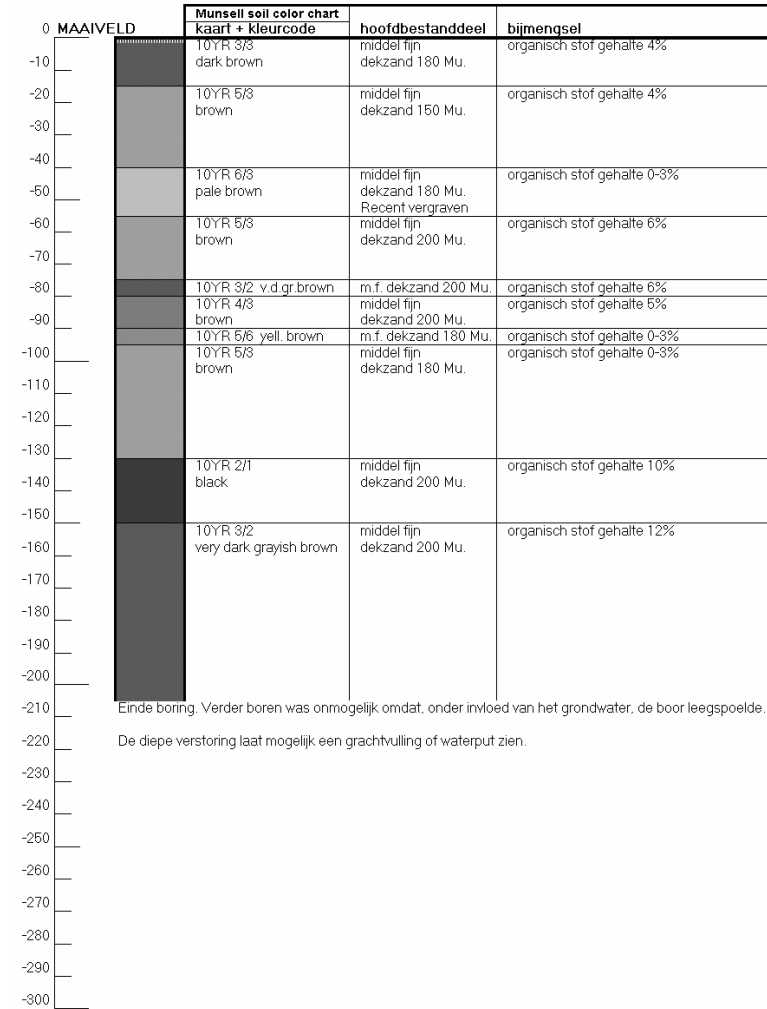 Munsell soil color chart
0 MAAIVELD kaart + kleurcode hoofdbestanddeel bijmengsel
10YR 3/3 middel fijn organisch stof gehalte 4%
-10 dark brown dekzand 180 Mu.
-20 10YR 5/3 middel fijn organisch stof gehalte 4%
brown dekzand 150 Mu.
-30
-40
10YR 6/3 middel fijn organisch stof gehalte 0-3%
-50 pale brown dekzand 180 Mu.
Recent vergraven
-60 10YR 5/3 middel fijn organisch stof gehalte 6%
brown dekzand 200 Mu.
-70
-80 10YR 3/2 v.d.gr.brown m.f. dekzand 200 Mu. organisch stof gehalte 6%
10YR 4/3 middel fijn organisch stof gehalte 5%
-90 brown dekzand 200 Mu.
10YR 5/6 yell. brown m.f. dekzand 180 Mu. organisch stof gehalte 0-3%
-100 10YR 5/3 middel fijn organisch stof gehalte 0-3%
brown dekzand 180 Mu.
-110
-120
-130
10YR 2/1 middel fijn organisch stof gehalte 10%
-140 black dekzand 200 Mu.
-150
10YR 3/2 middel fijn organisch stof gehalte 12%
-160 very dark grayish brown dekzand 200 Mu.
-170
-180
-190
-200
-210 Einde boring. Verder boren was onmogelijk omdat, onder invloed van het grondwater, de boor leegspoelde.
-220 De diepe verstoring laat mogelijk een grachtvulling of waterput zien.
-230
-240
-250
-260
-270
-280
-290
-300